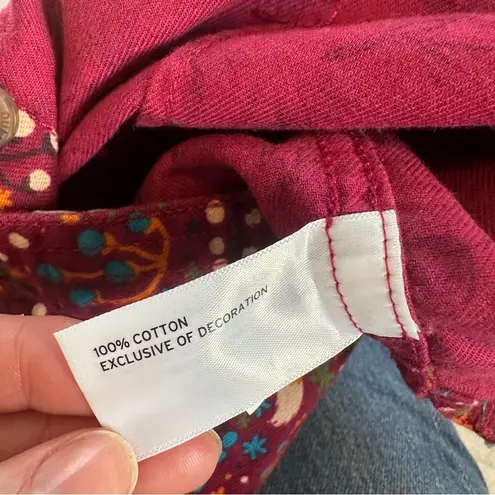 100% COTTON
EXCLUSIVE OF DECORATION